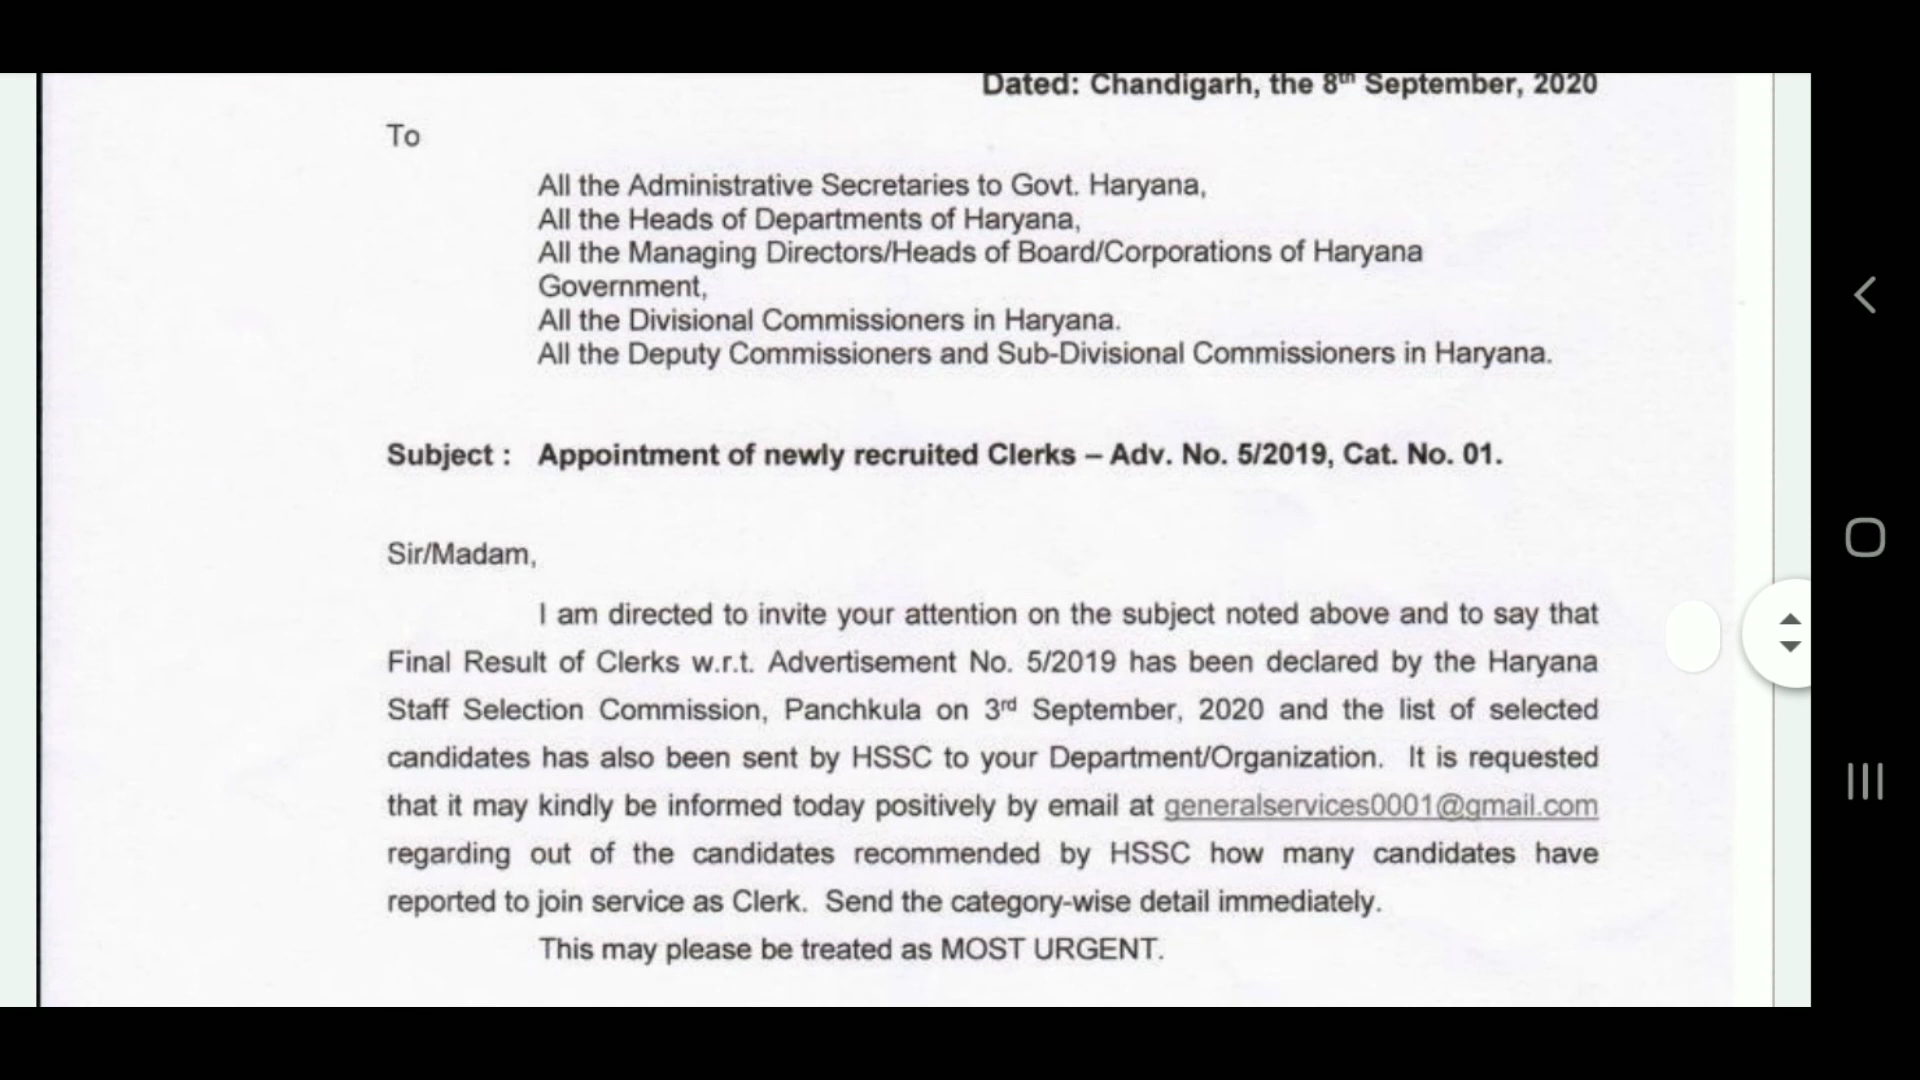 Dated: Chandigarh, the 8th September, 2020
To
All the Administrative Secretaries to Govt. Haryana,
All the Heads of Departments of Haryana,
All the Managing Directors/Heads of Board/Corporations of Haryana
Government,
All the Divisional Commissioners in Haryana.
All the Deputy Commissioners and Sub-Divisional Commissioners in Haryana.
Subject : Appointment of newly recruited Clerks – Adv. No. 5/2019, Cat. No. 01.
Sir/Madam,
I am directed to invite your attention on the subject noted above and to say that
Final Result of Clerks w.r.t. Advertisement No. 5/2019 has been declared by the Haryana
Staff Selection Commission, Panchkula on 3rd September, 2020 and the list of selected
candidates has also been sent by HSSC to your Department/Organization. It is requested
that it may kindly be informed today positively by email at generalservices0001@gmail.com
regarding out of the candidates recommended by HSSC how many candidates have
reported to join service as Clerk. Send the category-wise detail immediately.
This may please be treated as MOST URGENT.